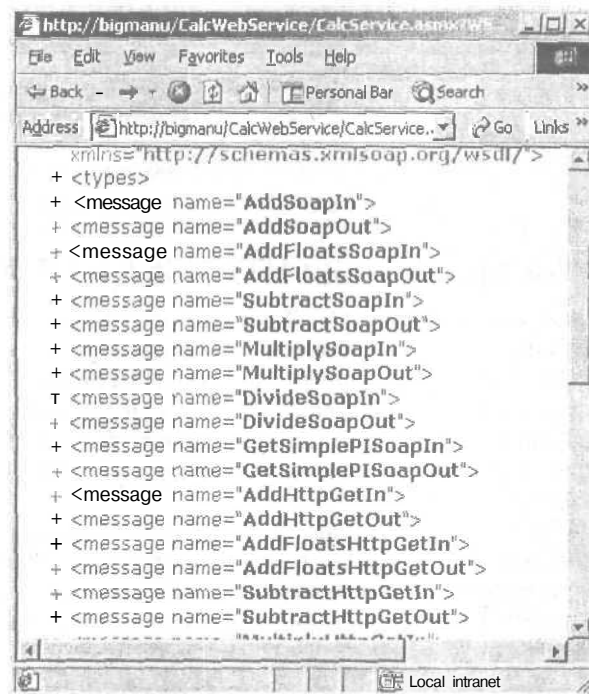 http://bigmanu/CalcWebService/CalcService.asmx?WS
File Edit View Favorites Tools Help
Back Personal Bar Search »
Address http://bigmanu/CalcWebService/CalcService.. Go Links »
xmlns="http://schemas.xmlsoap.org/wsdl/">
+ <types>
+ <message name="AddSoapIn">
+ <message name="AddSoapOut">
+ <message name="AddFloatsSoapIn">
+ <message name="AddFloatsSoapOut">
+ <message name="SubtractSoapIn">
+ <message name="SubtractSoapOut">
+ <message name="MultiplySoapIn">
+ <message name="MultiplySoapOut">
T <message name="DivideSoapIn">
+ <message name="DivideSoapOut">
+ <message name="GetSimplePISoapIn">
+ <message name="GetSimplePISoapOut">
+ <message name="AddHttpGetIn">
+ <message name="AddHttpGetOut">
+ <message name="AddFloatsHttpGetIn">
+ <message name="AddFloatsHttpGetOut">
+ <message name="SubtractHttpGetIn">
+ <message name="SubtractHttpGetOut">
Local intranet